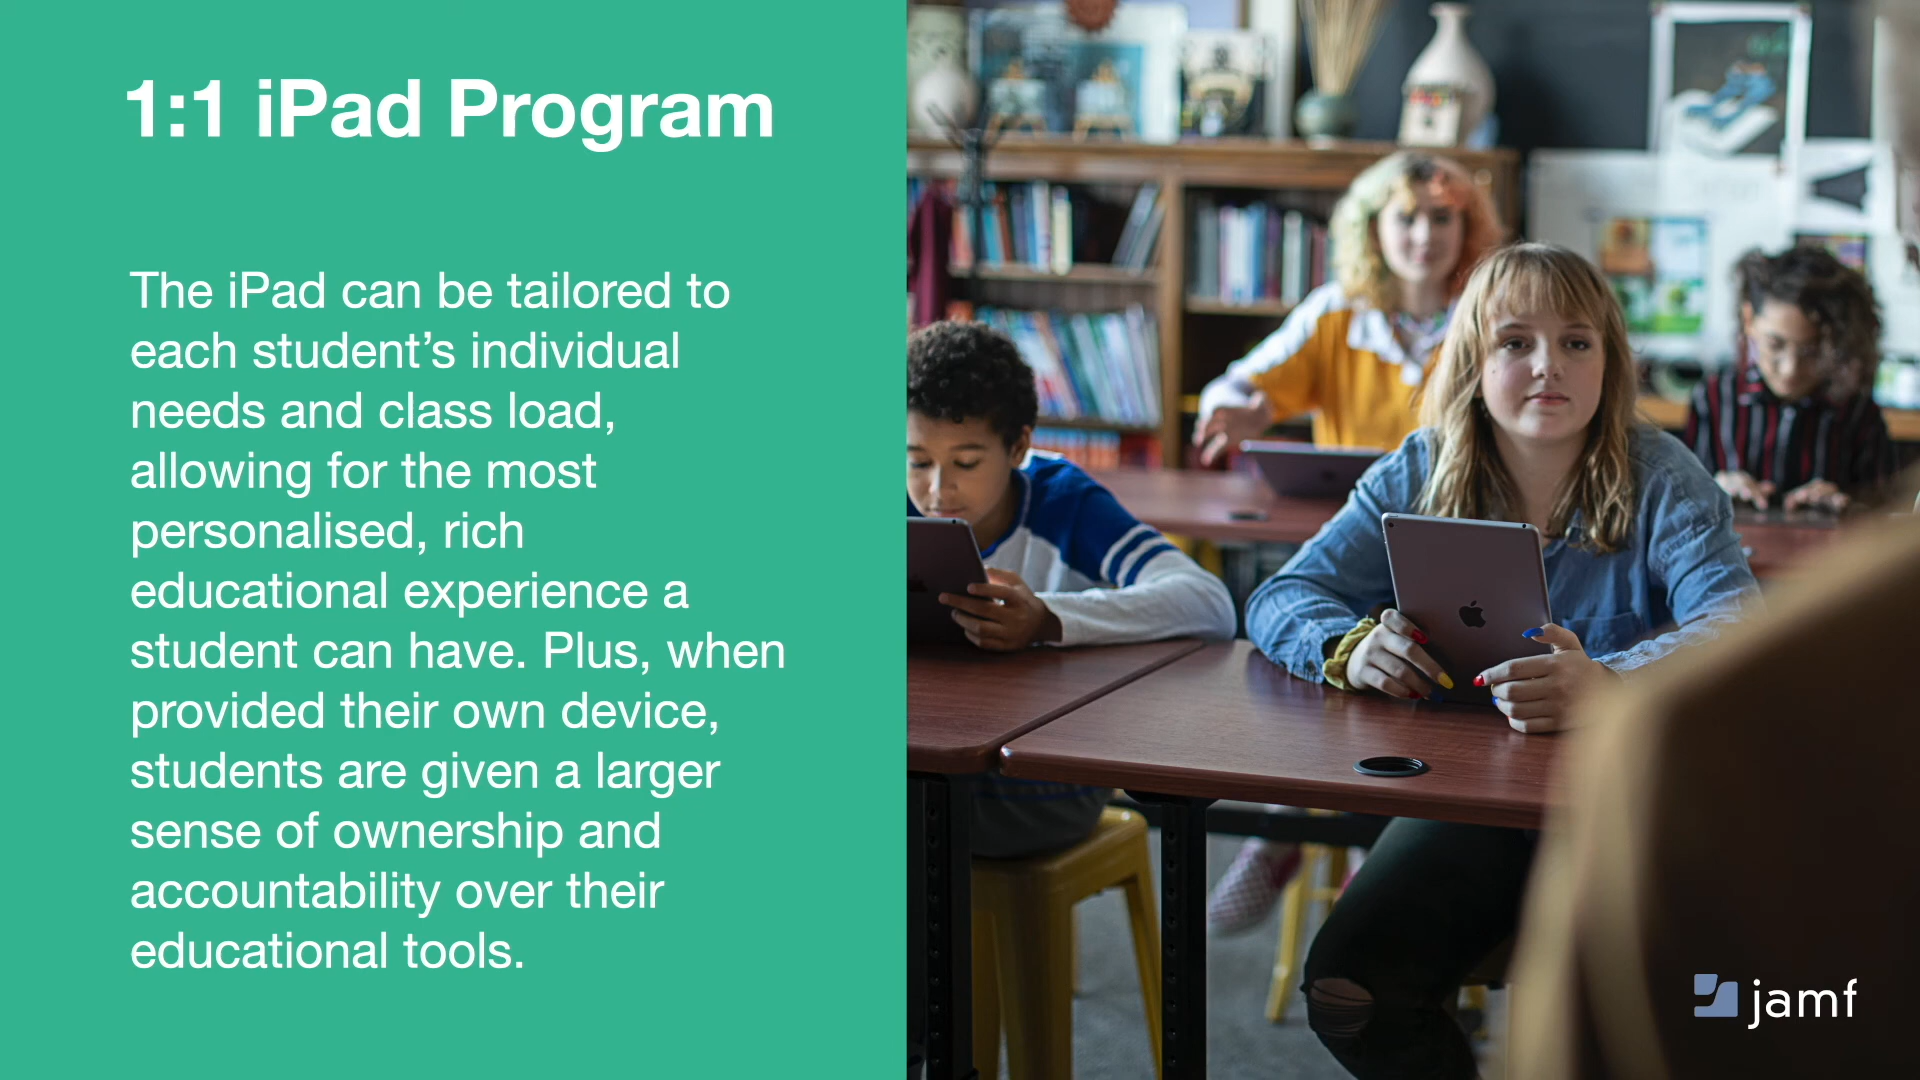 1:1 iPad Program
The iPad can be tailored to
each student’s individual
needs and class load,
allowing for the most
personalised, rich
educational experience a
student can have. Plus, when
provided their own device,
students are given a larger
sense of ownership and
accountability over their
educational tools.
jamf